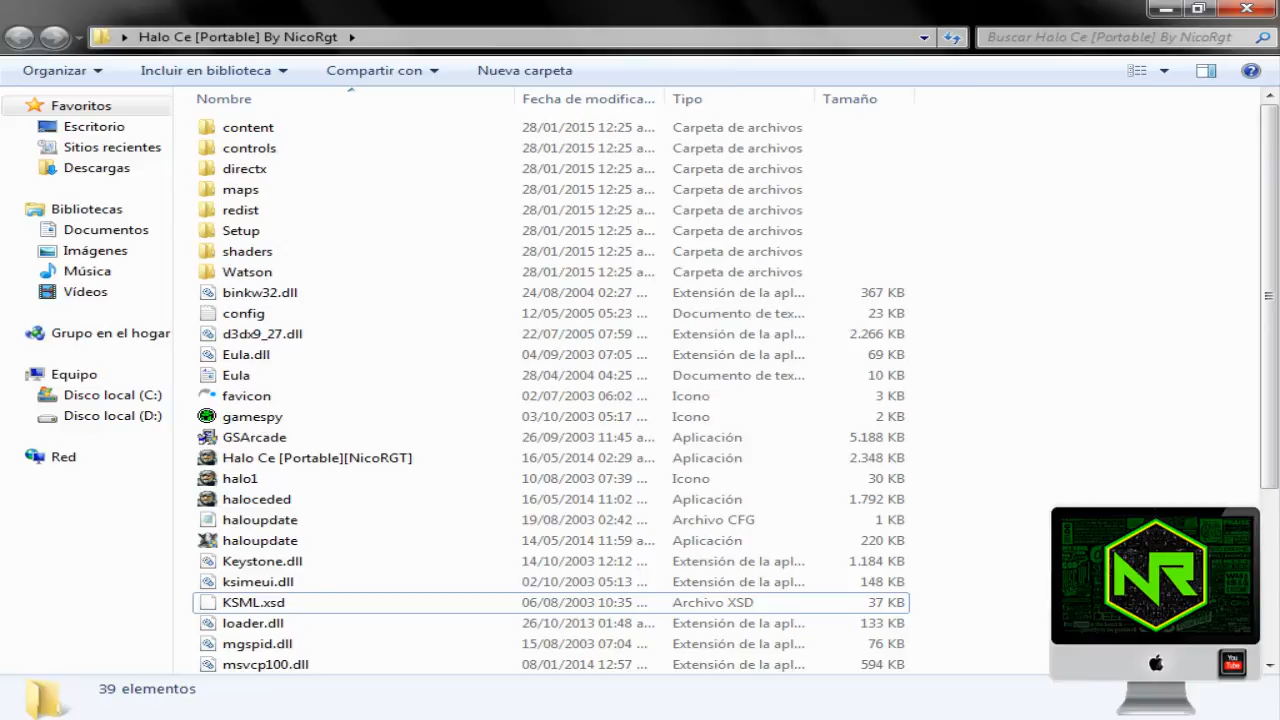 Halo Ce [Portable] By NicoRgt
Buscar Halo Ce [Portable] By NicoRgt
Organizar Incluir en biblioteca Compartir con Nueva carpeta
Favoritos
Escritorio
Sitios recientes
Descargas
Bibliotecas
Documentos
Imágenes
Música
Vídeos
Grupo en el hogar
Equipo
Disco local (C:)
Disco local (D:)
Red
Nombre Fecha de modifica... Tipo Tamaño
content 28/01/2015 12:25 a... Carpeta de archivos
controls 28/01/2015 12:25 a... Carpeta de archivos
directx 28/01/2015 12:25 a... Carpeta de archivos
maps 28/01/2015 12:25 a... Carpeta de archivos
redist 28/01/2015 12:25 a... Carpeta de archivos
Setup 28/01/2015 12:25 a... Carpeta de archivos
shaders 28/01/2015 12:25 a... Carpeta de archivos
Watson 28/01/2015 12:25 a... Carpeta de archivos
binkw32.dll 24/08/2004 02:27 ... Extensión de la apl... 367 KB
config 12/05/2005 05:23 ... Documento de tex... 23 KB
d3dx9_27.dll 22/07/2005 07:59 ... Extensión de la apl... 2.266 KB
Eula.dll 04/09/2003 07:05 ... Extensión de la apl... 69 KB
Eula 28/04/2004 04:25 ... Documento de tex... 10 KB
favicon 02/07/2003 06:02 ... Icono 3 KB
gamespy 03/10/2003 05:17 ... Icono 2 KB
GSArcade 26/09/2003 11:45 a... Aplicación 5.188 KB
Halo Ce [Portable][NicoRGT] 16/05/2014 02:29 a... Aplicación 2.348 KB
halo1 10/08/2003 07:39 ... Icono 30 KB
haloceded 16/05/2014 11:02 ... Aplicación 1.792 KB
haloupdate 19/08/2003 02:42 ... Archivo CFG 1 KB
haloupdate 14/05/2014 11:59 ... Aplicación 220 KB
Keystone.dll 14/10/2003 12:12 ... Extensión de la apl... 1.184 KB
ksimeui.dll 02/10/2003 05:13 ... Extensión de la apl... 148 KB
KSML.xsd 06/08/2003 10:35 ... Archivo XSD 37 KB
loader.dll 26/10/2013 01:48 a... Extensión de la apl... 133 KB
mgspid.dll 15/08/2003 07:04 ... Extensión de la apl... 76 KB
msvcp100.dll 11/01/2014 12:57 ... Extensión de la apl... 594 KB
39 elementos
NR
You Tube